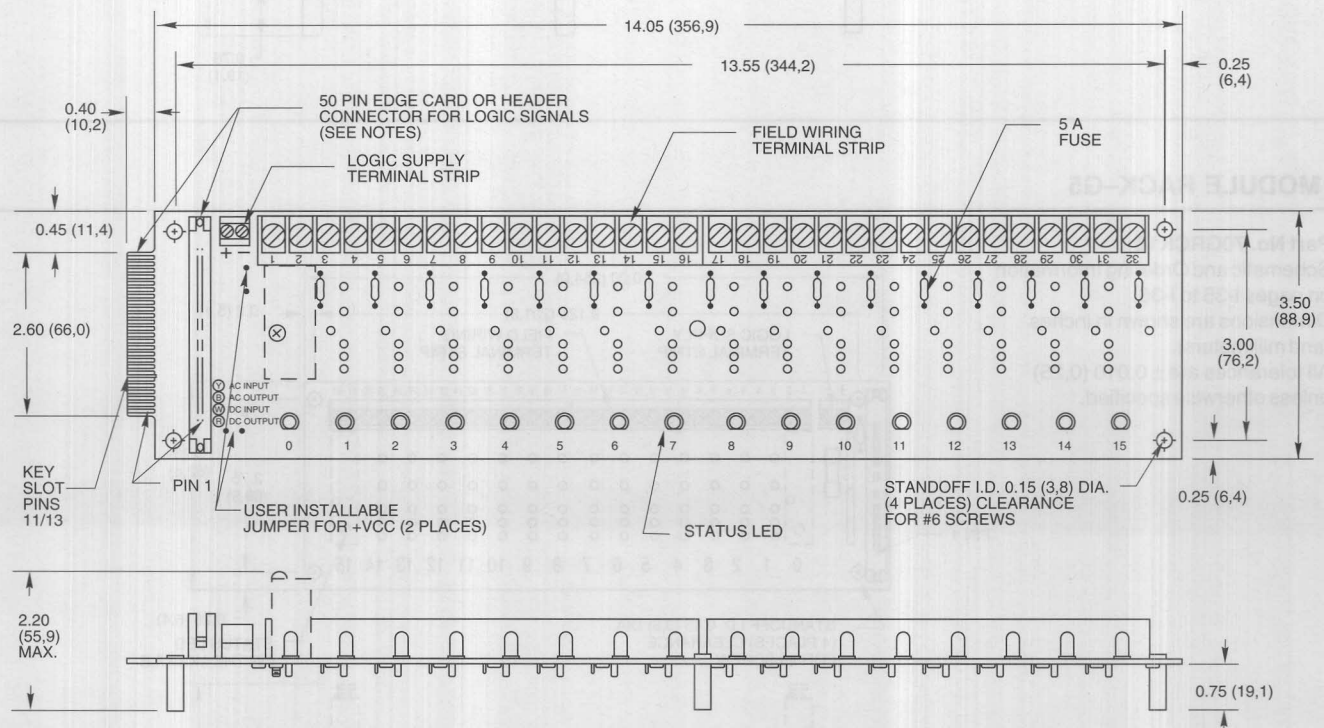 14.05 (356,9)
13.55 (344,2)
0.25
(6,4)
0.40
(10,2)
50 PIN EDGE CARD OR HEADER
CONNECTOR FOR LOGIC SIGNALS
(SEE NOTES)
FIELD WIRING
TERMINAL STRIP
5 A
FUSE
LOGIC SUPPLY
TERMINAL STRIP
0.45 (11,4)
+ -
1 2 3 4 5 6 7 8 9 10 11 12 13 14 15 16 17 18 19 20 21 22 23 24 25 26 27 28 29 30 31 32
2.60 (66,0)
3.50
(88,9)
3.00
(76,2)
Y AC INPUT
B AC OUTPUT
W DC INPUT
R DC OUTPUT
0 1 2 3 4 5 6 7 8 9 10 11 12 13 14 15
KEY
SLOT
PINS
11/13
PIN 1
USER INSTALLABLE
JUMPER FOR +VCC (2 PLACES)
STATUS LED
STANDOFF I.D. 0.15 (3,8) DIA.
(4 PLACES) CLEARANCE
FOR #6 SCREWS
0.25 (6,4)
2.20
(55,9)
MAX.
0.75 (19,1)
MODULE RACK–G5